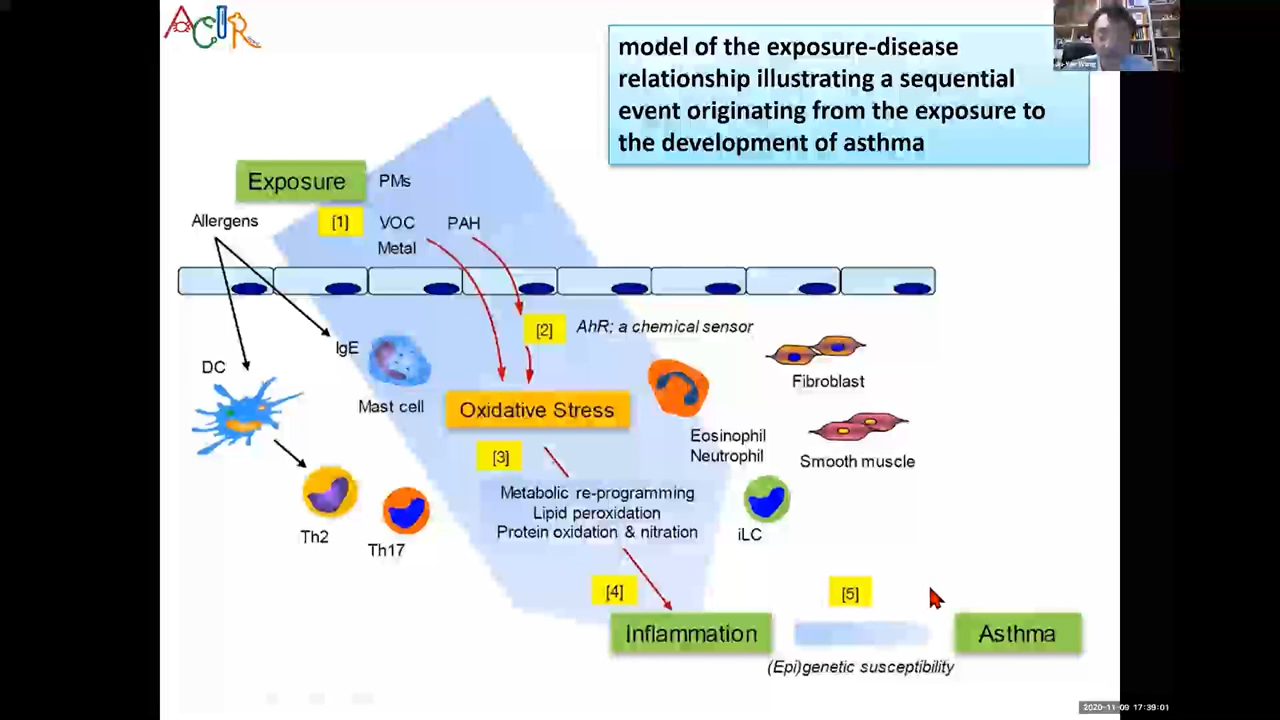 ACIR
model of the exposure-disease
relationship illustrating a sequential
event originating from the exposure to
the development of asthma
Exposure
PMs
Allergens
[1]
VOC
PAH
Metal
[2]
AhR; a chemical sensor
IgE
DC
Mast cell
Oxidative Stress
Fibroblast
Eosinophil
Neutrophil
[3]
Smooth muscle
Metabolic re-programming
Lipid peroxidation
Protein oxidation & nitration
Th2
Th17
iLC
[4]
[5]
Inflammation
Asthma
(Epi)genetic susceptibility
2020-11-09 17:39:01